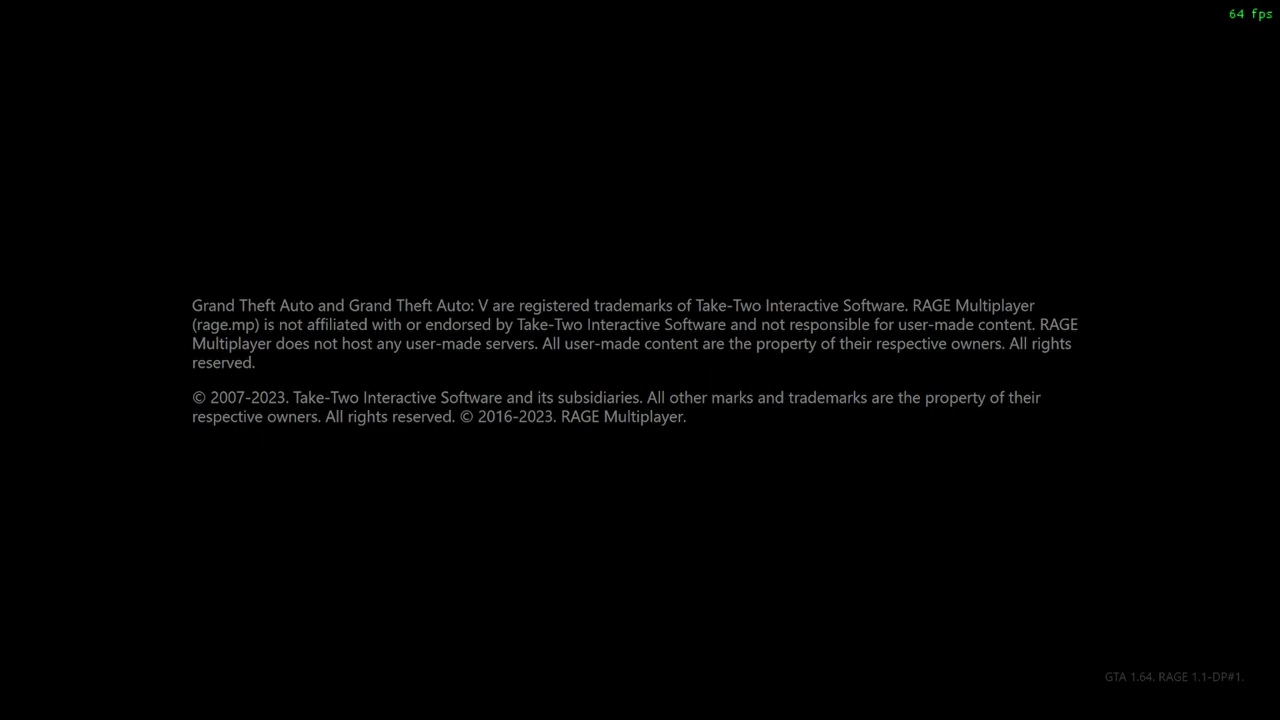 64 fps
Grand Theft Auto and Grand Theft Auto: V are registered trademarks of Take-Two Interactive Software. RAGE Multiplayer
(rage.mp) is not affiliated with or endorsed by Take-Two Interactive Software and not responsible for user-made content. RAGE
Multiplayer does not host any user-made servers. All user-made content are the property of their respective owners. All rights
reserved.
© 2007-2023. Take-Two Interactive Software and its subsidiaries. All other marks and trademarks are the property of their
respective owners. All rights reserved. © 2016-2023. RAGE Multiplayer.
GTA 1.64. RAGE 1.1-DP#1.